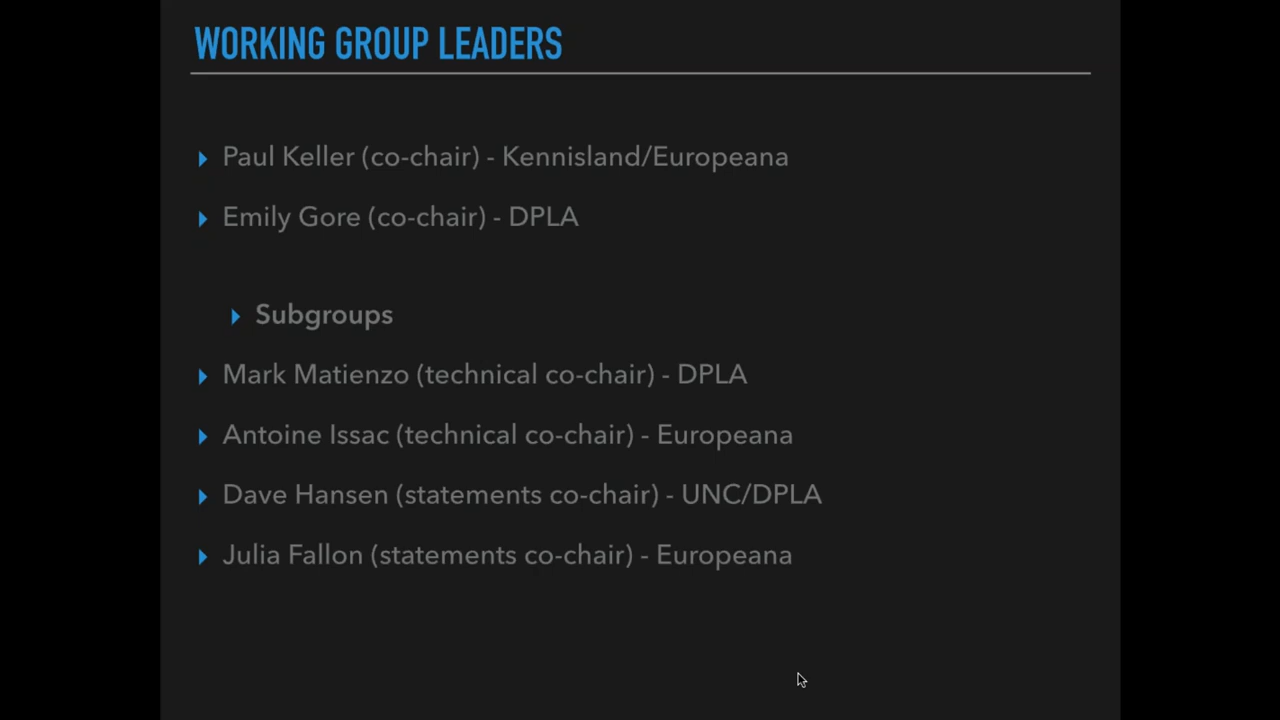 WORKING GROUP LEADERS
Paul Keller (co-chair) - Kennisland/Europeana
Emily Gore (co-chair) - DPLA
Subgroups
Mark Matienzo (technical co-chair) - DPLA
Antoine Issac (technical co-chair) - Europeana
Dave Hansen (statements co-chair) - UNC/DPLA
Julia Fallon (statements co-chair) - Europeana